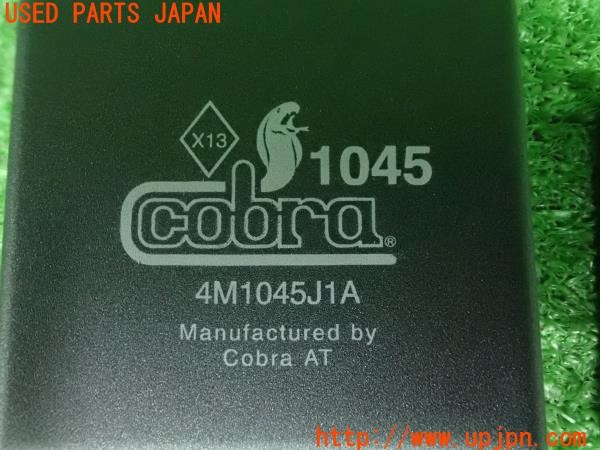 USED PARTS JAPAN
X13
1045
cobra®
4M1045J1A
Manufactured by
Cobra AT
http://www.upjpn.com